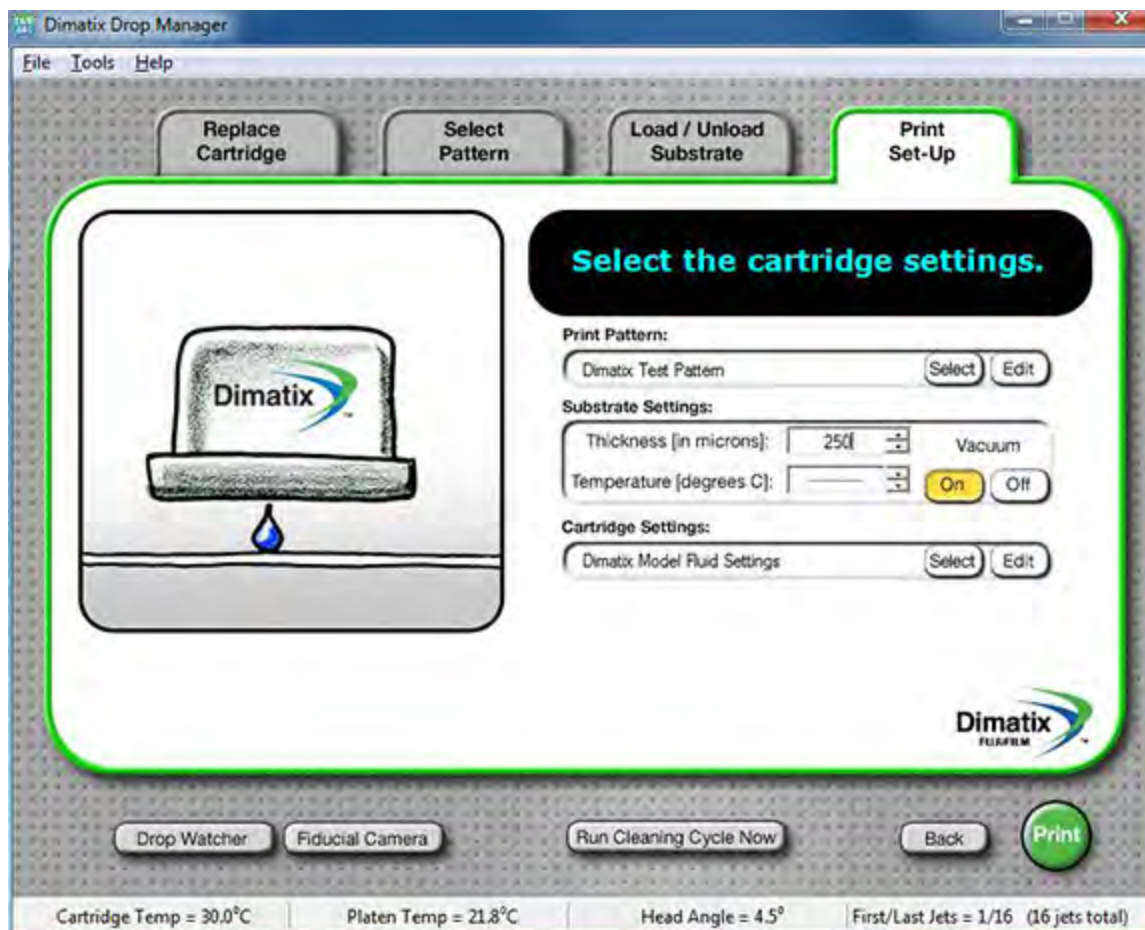 Dimatix Drop Manager
File Tools Help
Replace
Cartridge
Select
Pattern
Load / Unload
Substrate
Print
Set-Up
Dimatix
Select the cartridge settings.
Print Pattern:
Dimatix Test Pattern Select Edit
Substrate Settings:
Thickness [in microns]: 250 Vacuum
Temperature [degrees C]: On Off
Cartridge Settings:
Dimatix Model Fluid Settings Select Edit
Dimatix
FUJIFILM
Drop Watcher Fiducial Camera Run Cleaning Cycle Now Back Print
Cartridge Temp = 30.0°C Platen Temp = 21.8°C Head Angle = 4.5° First/Last Jets = 1/16 (16 jets total)